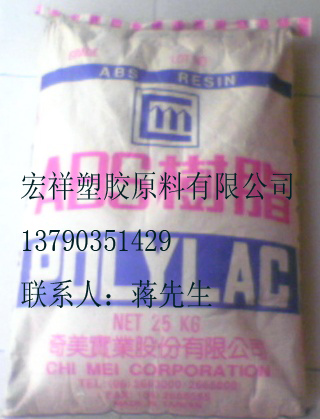 ABS RESIN
m
ABS樹脂
宏祥塑胶原料有限公司
13790351429
POLYLAC
联系人：蒋先生
NET 25 KG
奇美實業股份有限公司
CHI MEI CORPORATION